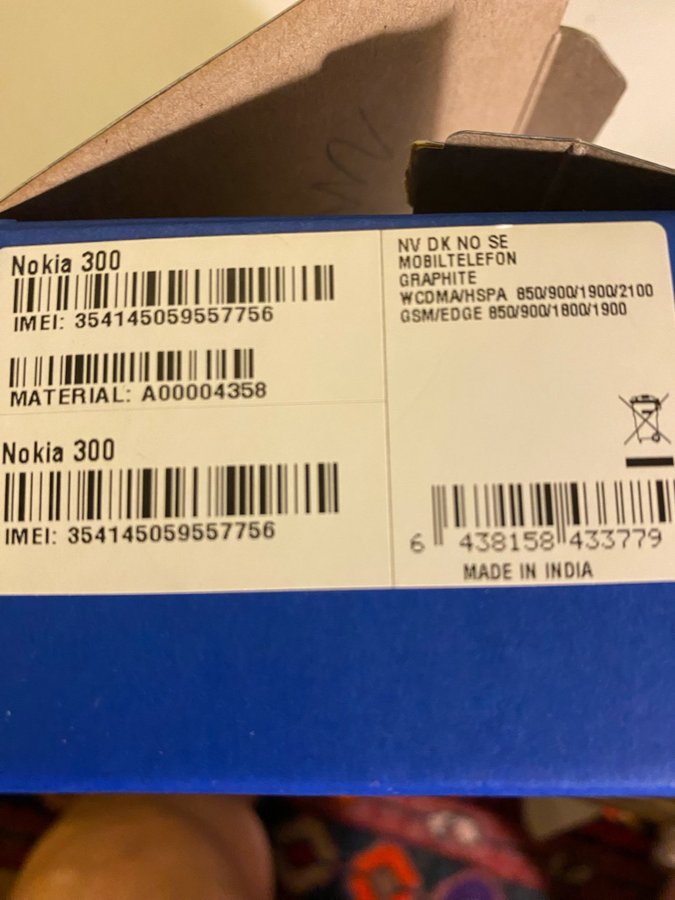 Nokia 300
IMEI: 354145059557756
MATERIAL: A00004358
Nokia 300
IMEI: 354145059557756
NV DK NO SE
MOBILTELEFON
GRAPHITE
WCDMA/HSPA 850/900/1900/2100
GSM/EDGE 850/900/1800/1900
6 438158 433779
MADE IN INDIA